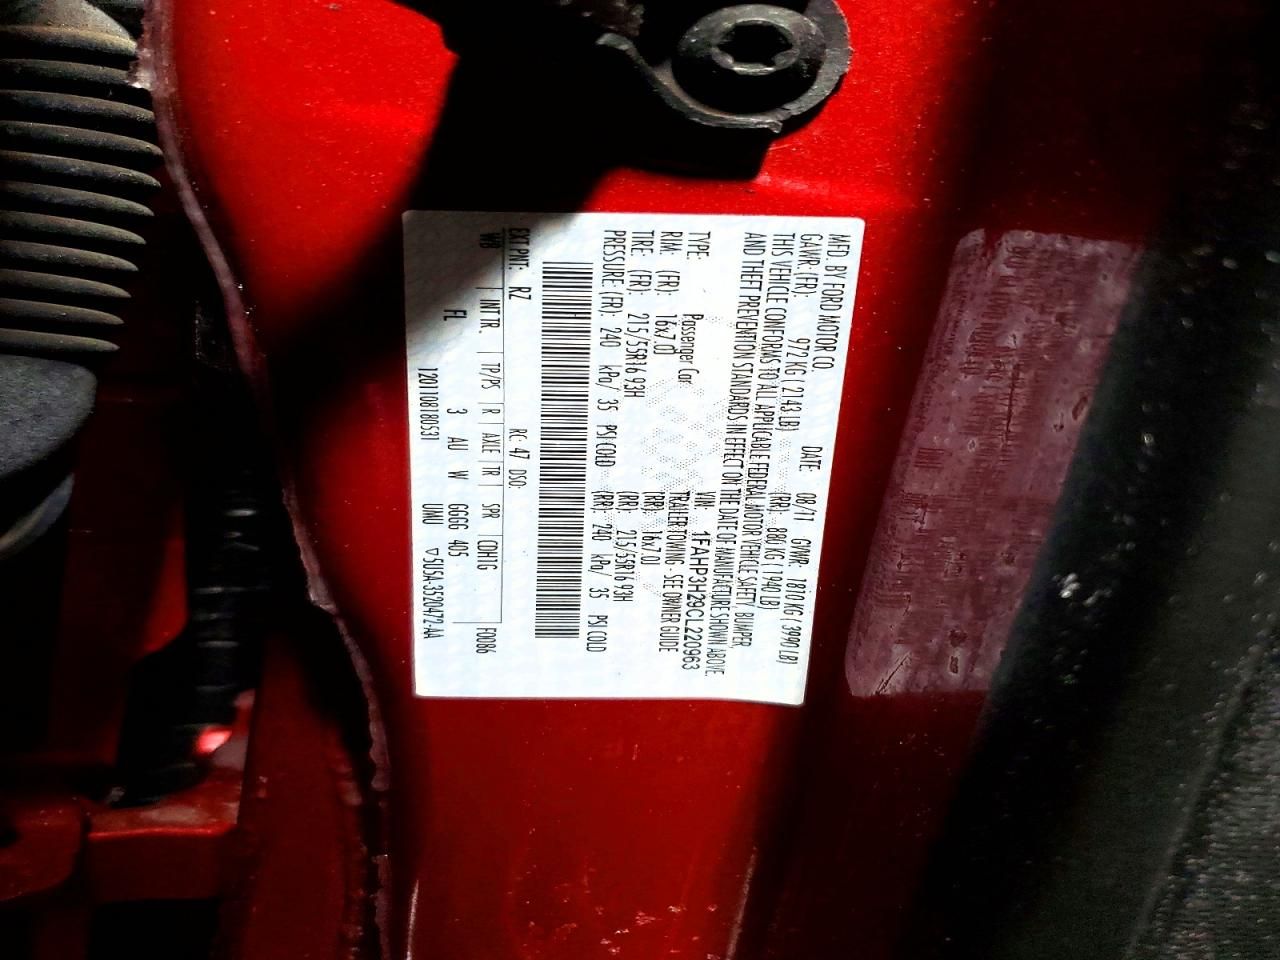 MFD. BY FORD MOTOR CO.
DATE: 08/11 GVWR: 1810 KG ( 3990 LB)
GAWR: (FR): 972 KG ( 2143 LB) (RR): 880 KG ( 1940 LB)
THIS VEHICLE CONFORMS TO ALL APPLICABLE FEDERAL MOTOR VEHICLE SAFETY, BUMPER,
AND THEFT PREVENTION STANDARDS IN EFFECT ON THE DATE OF MANUFACTURE SHOWN ABOVE.
VIN: 1FAHP3H29CL220963
TYPE: Passenger Car TRAILER TOWING - SEE OWNER GUIDE
RIM: (FR): 16x7.0J (RR): 16x7.0J
TIRE: (FR): 215/55R16 93H (RR): 215/55R16 93H
PRESSURE: (FR): 240 kPa/ 35 PSI COLD (RR): 240 kPa/ 35 PSI COLD
EXT PNT: RZ RC: 47 DSO: F0086
WB INT TR. TP/PS R AXLE TR SPR
FL 3 AU W GGGG 405
120110818053I UMU ▽5U5A-3520472-AA